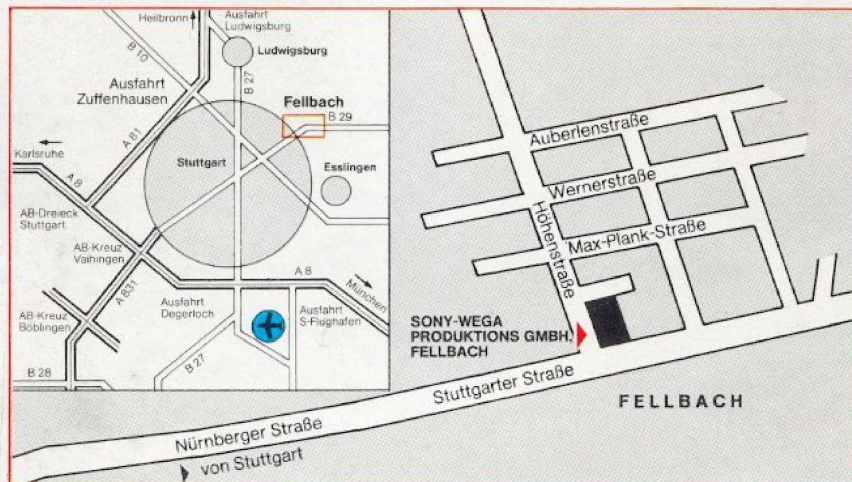 Heilbronn
Ausfahrt
Ludwigsburg
B 10
Ludwigsburg
Ausfahrt
Zuffenhausen
B 27
Fellbach
B 29
A 81
Karlsruhe
Stuttgart
Esslingen
A 8
AB-Dreieck
Stuttgart
AB-Kreuz
Vaihingen
A 8
München
A 831
Ausfahrt
Degerloch
Ausfahrt
S-Flughafen
AB-Kreuz
Böblingen
B 27
B 28
Auberlenstraße
Wernerstraße
Höhenstraße
Max-Plank-Straße
SONY-WEGA
PRODUKTIONS GMBH,
FELLBACH
Stuttgarter Straße
FELLBACH
Nürnberger Straße
von Stuttgart